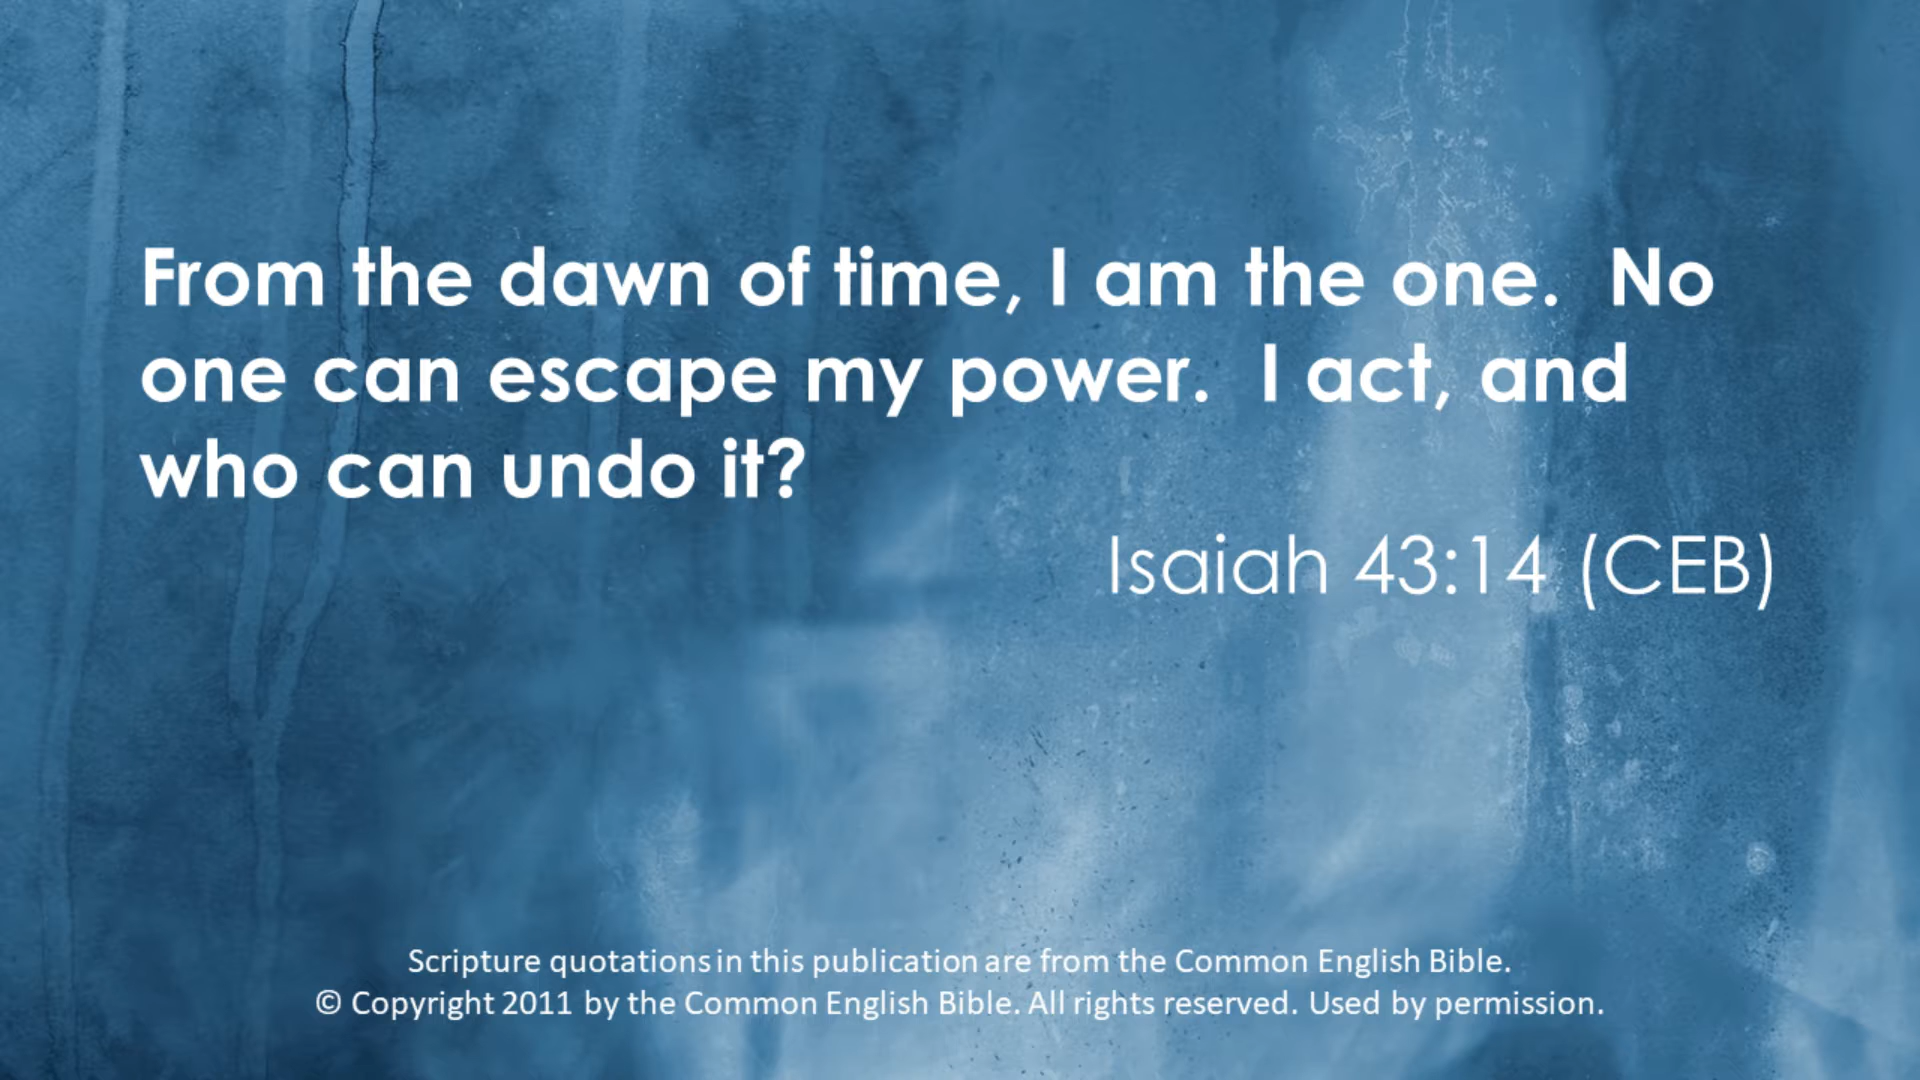 From the dawn of time, I am the one.  No
one can escape my power.  I act, and
who can undo it?
Isaiah 43:14 (CEB)
Scripture quotations in this publication are from the Common English Bible.
© Copyright 2011 by the Common English Bible. All rights reserved. Used by permission.